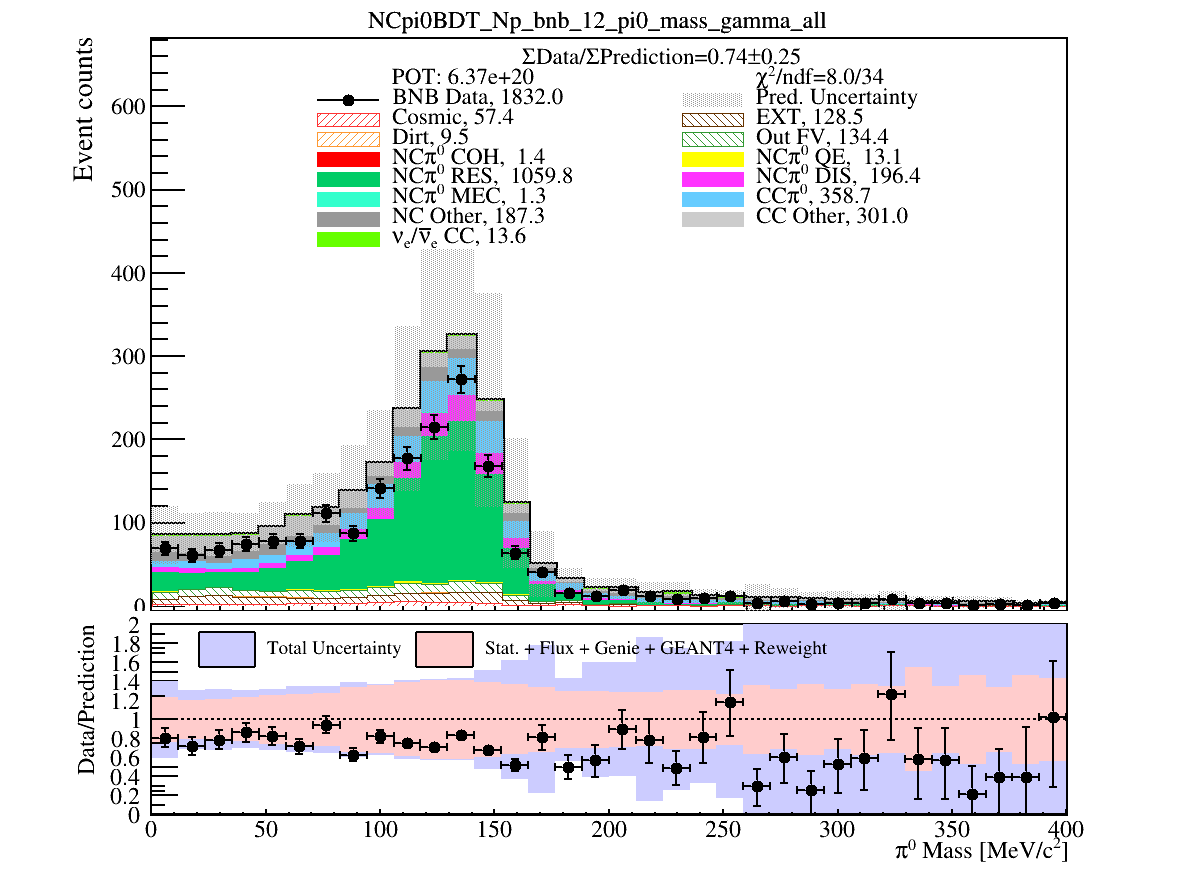 NCpi0BDT_Np_bnb_12_pi0_mass_gamma_all
ΣData/ΣPrediction=0.74±0.25
POT: 6.37e+20
χ²/ndf=8.0/34
BNB Data, 1832.0
Pred. Uncertainty
Cosmic, 57.4
EXT, 128.5
Dirt, 9.5
Out FV, 134.4
NCπ⁰ COH, 1.4
NCπ⁰ QE, 13.1
NCπ⁰ RES, 1059.8
NCπ⁰ DIS, 196.4
NCπ⁰ MEC, 1.3
CCπ⁰, 358.7
NC Other, 187.3
CC Other, 301.0
νₑ/ν̅ₑ CC, 13.6
Event counts
600
500
400
300
200
100
0
Total Uncertainty
Stat. + Flux + Genie + GEANT4 + Reweight
Data/Prediction
2
1.8
1.6
1.4
1.2
1
0.8
0.6
0.4
0.2
0
0 50 100 150 200 250 300 350 400
π⁰ Mass [MeV/c²]